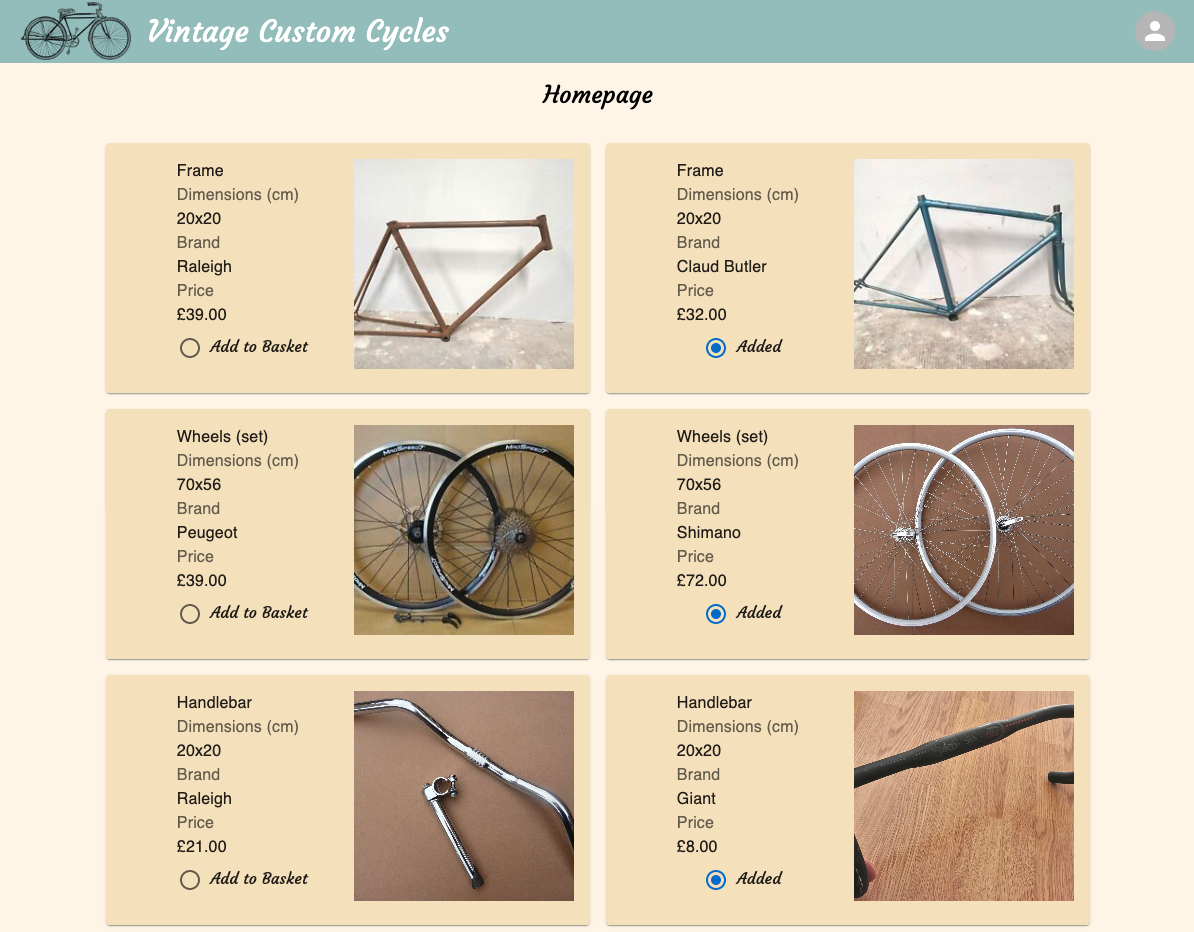 Vintage Custom Cycles
Homepage
Frame
Dimensions (cm)
20x20
Brand
Raleigh
Price
£39.00
Add to Basket
Frame
Dimensions (cm)
20x20
Brand
Claud Butler
Price
£32.00
Added
Wheels (set)
Dimensions (cm)
70x56
Brand
Peugeot
Price
£39.00
Add to Basket
MADSPEED7
MADSPEED7
Wheels (set)
Dimensions (cm)
70x56
Brand
Shimano
Price
£72.00
Added
Handlebar
Dimensions (cm)
20x20
Brand
Raleigh
Price
£21.00
Add to Basket
Handlebar
Dimensions (cm)
20x20
Brand
Giant
Price
£8.00
Added